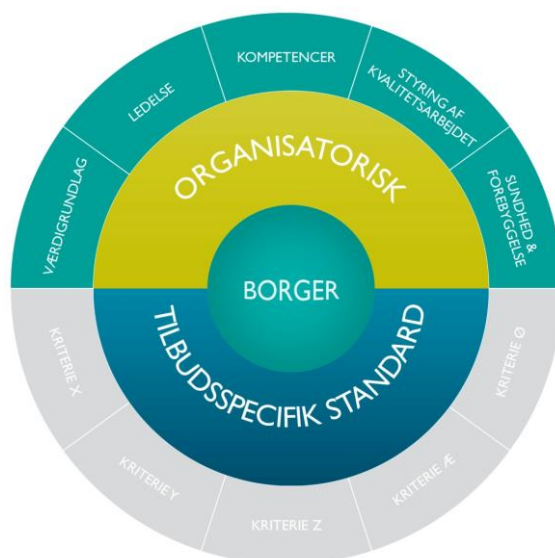 VÆRDIGRUNDLAG
LEDELSE
KOMPETENCER
STYRING AF
KVALITETSARBEJDET
SUNDHED &
FOREBYGGELSE
ORGANISATORISK
BORGER
TILBUDSSPECIFIK STANDARD
KRITERIE X
KRITERIE Y
KRITERIE Z
KRITERIE Æ
KRITERIE Ø